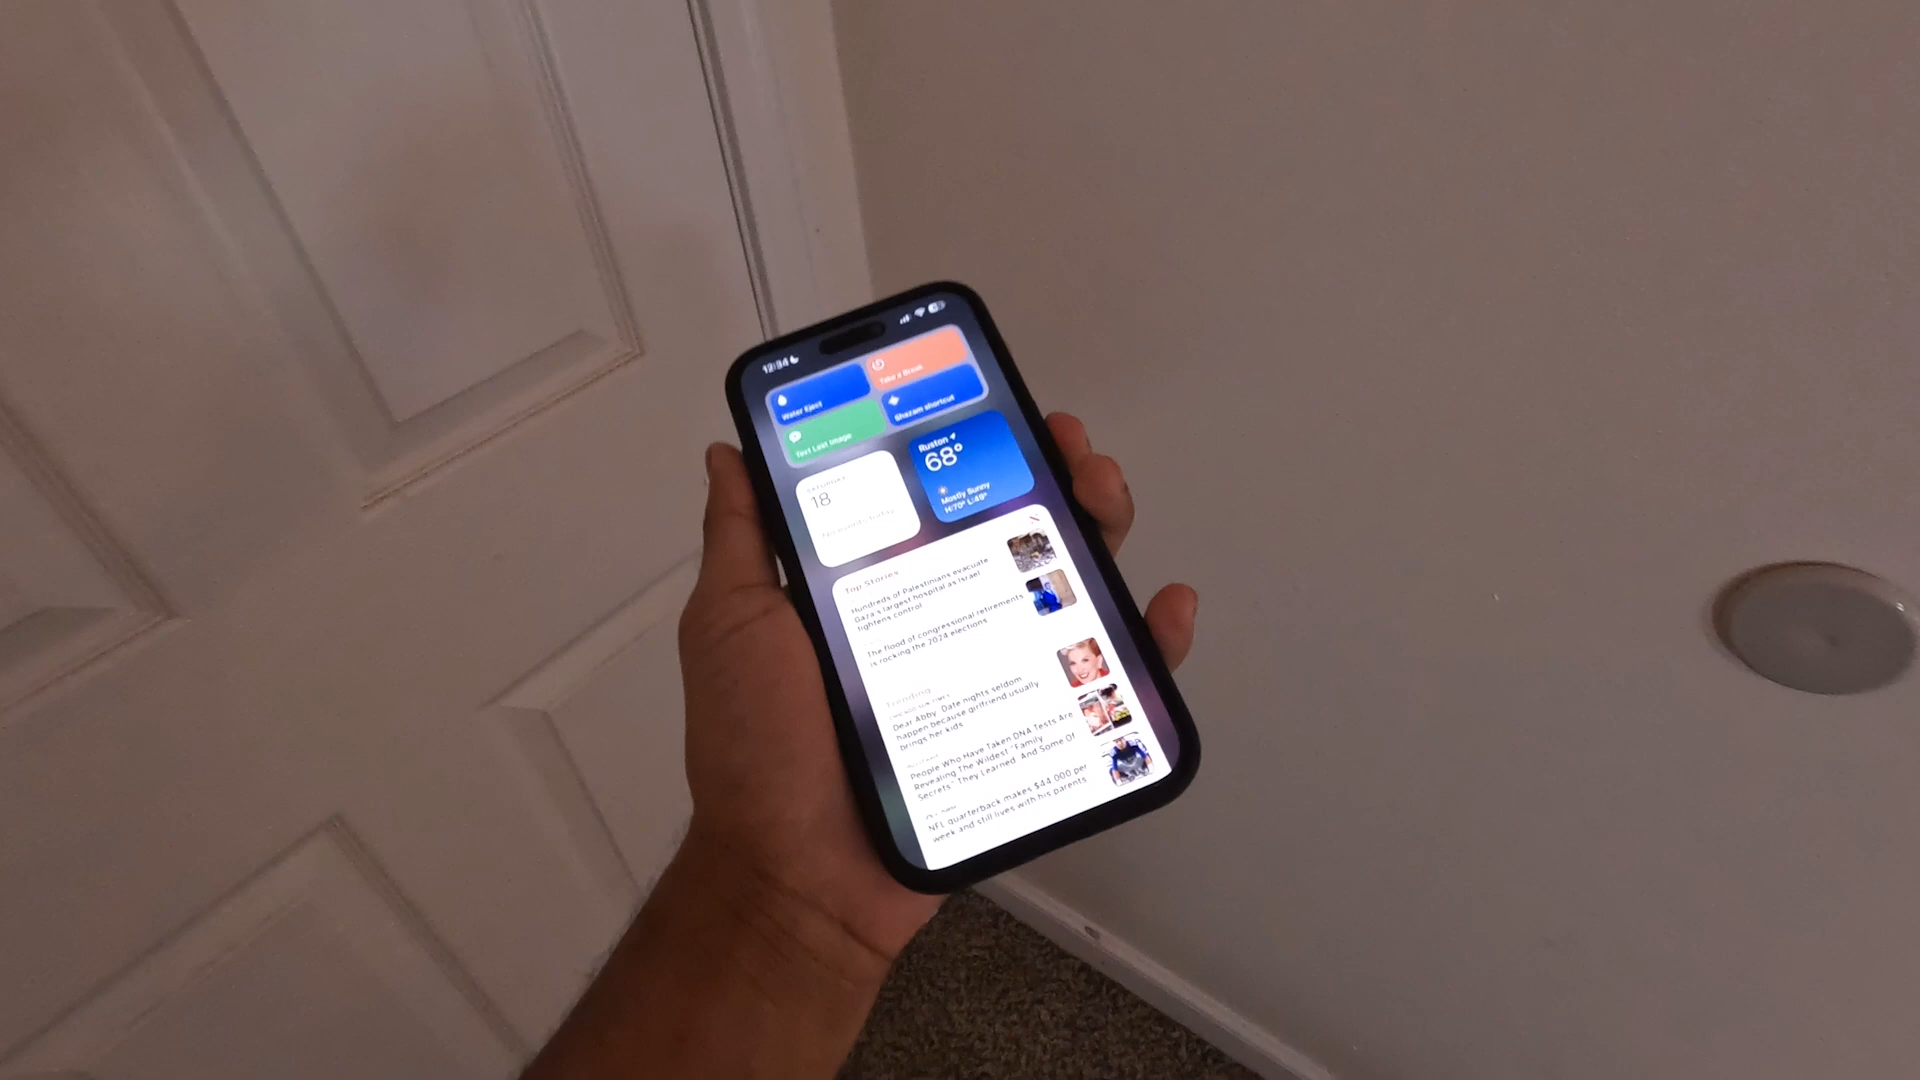 12:34
Take a Break
Water Eject
Shazam shortcut
Text Last Image
SATURDAY
18
No events today
Ruston
68°
Mostly Sunny
H:70° L:49°
Top Stories
Hundreds of Palestinians evacuate
Gaza's largest hospital as Israel
tightens control
The flood of congressional retirements
is rocking the 2024 elections
Trending
Dear Abby: Date nights seldom
happen because girlfriend usually
brings her kids
People Who Have Taken DNA Tests Are
Revealing The Wildest "Family
Secrets" They Learned, And Some Of
NFL quarterback makes $44,000 per
week and still lives with his parents